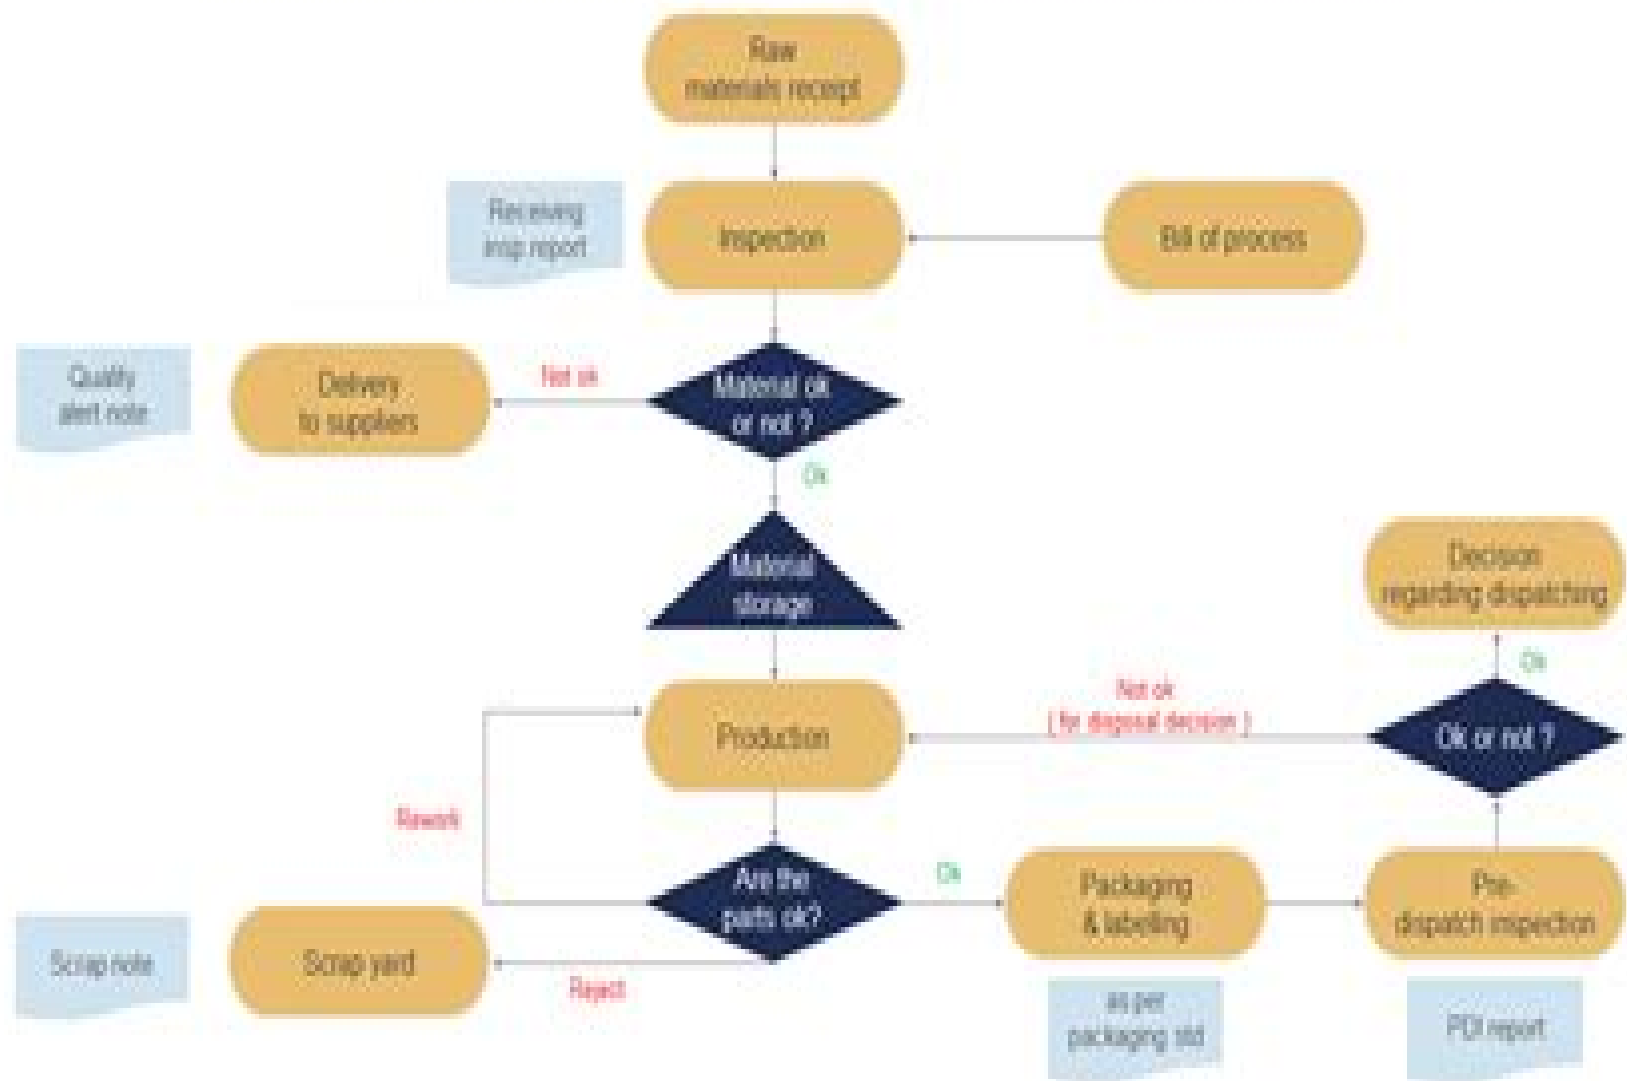 Raw
materials receipt
Receiving
insp report
Inspection
Bill of process
Quality
alert note
Delivery
to suppliers
Not ok
Material ok
or not ?
Ok
Material
storage
Decision
regarding dispatching
Ok
Not ok
( for disposal decision )
Production
Ok or not ?
Rework
Are the
parts ok?
Ok
Packaging
& labeling
Pre-
dispatch inspection
Scrap note
Scrap yard
Reject
as per
packaging std
PDI report